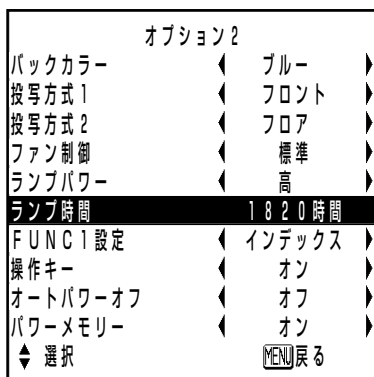 オプション2
バックカラー ブルー
投写方式1 フロント
投写方式2 フロア
ファン制御 標準
ランプパワー 高
ランプ時間 1820時間
FUNC1設定 インデックス
操作キー オン
オートパワーオフ オフ
パワーメモリー オン
選択 MENU戻る